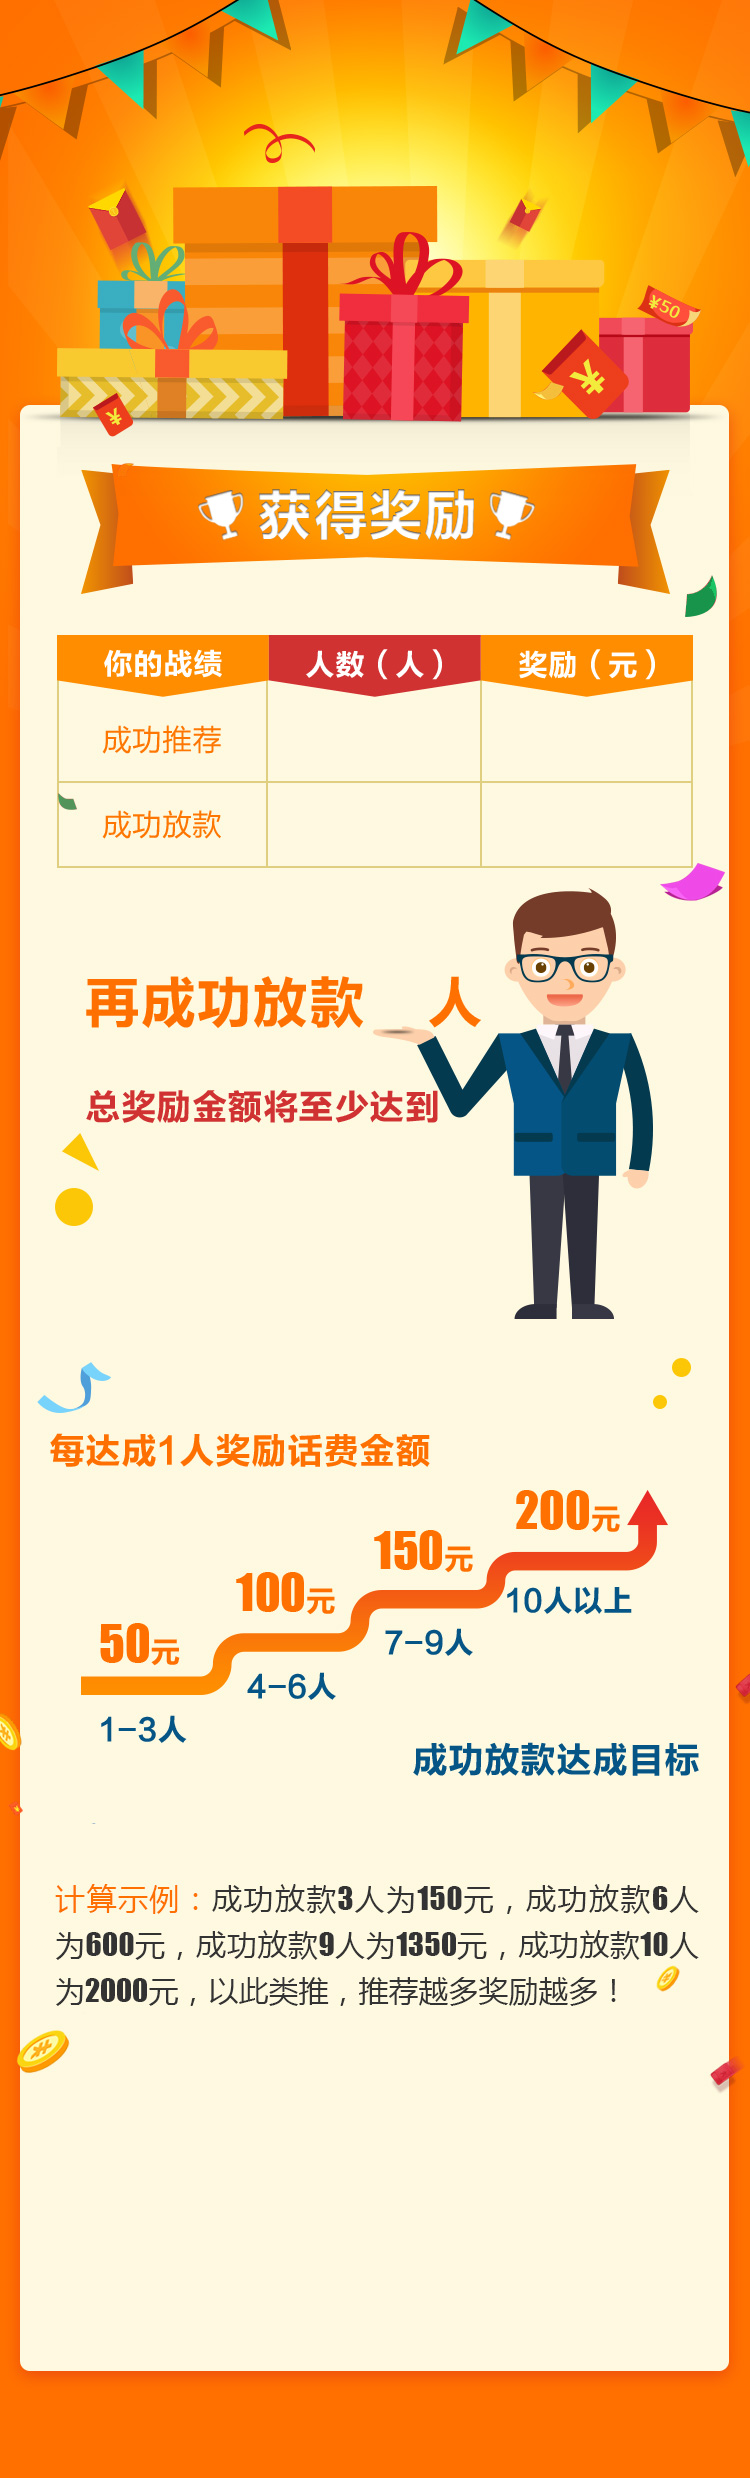 ¥50
¥
¥
获得奖励
你的战绩 人数（人） 奖励（元）
成功推荐
成功放款
再成功放款 人
总奖励金额将至少达到
每达成1人奖励话费金额
200元
150元
100元
50元
10人以上
7-9人
4-6人
1-3人
成功放款达成目标
计算示例：成功放款3人为150元，成功放款6人
为600元，成功放款9人为1350元，成功放款10人
为2000元，以此类推，推荐越多奖励越多！